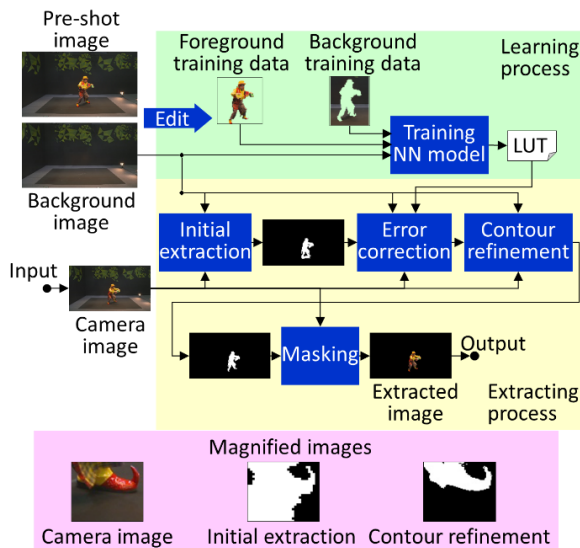 Pre-shot
image
Foreground
training data
Background
training data
Learning
process
Edit
Training
NN model
LUT
Background
image
Initial
extraction
Error
correction
Contour
refinement
Input
Camera
image
Masking
Output
Extracted
image
Extracting
process
Magnified images
Camera image
Initial extraction
Contour refinement